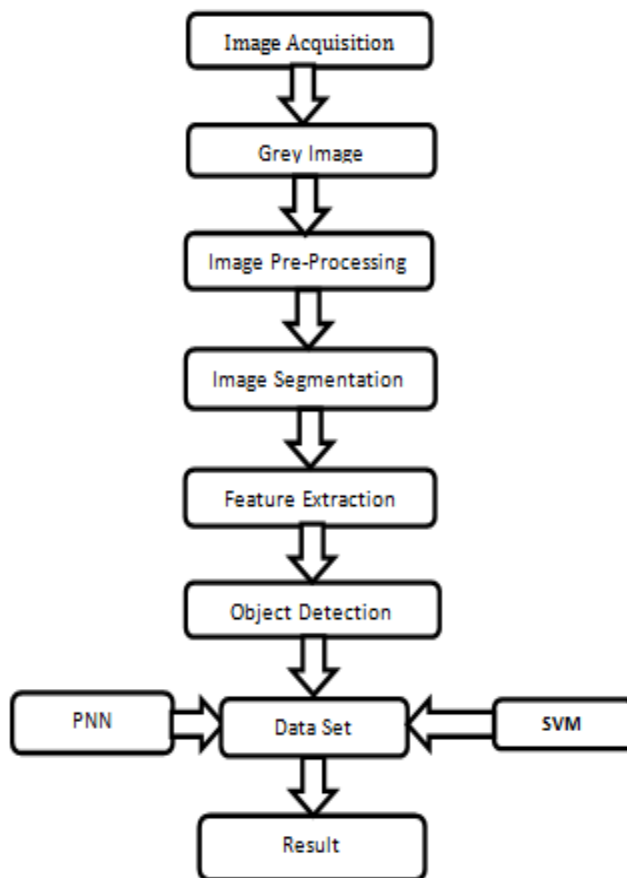 Image Acquisition
Grey Image
Image Pre-Processing
Image Segmentation
Feature Extraction
Object Detection
PNN
Data Set
SVM
Result